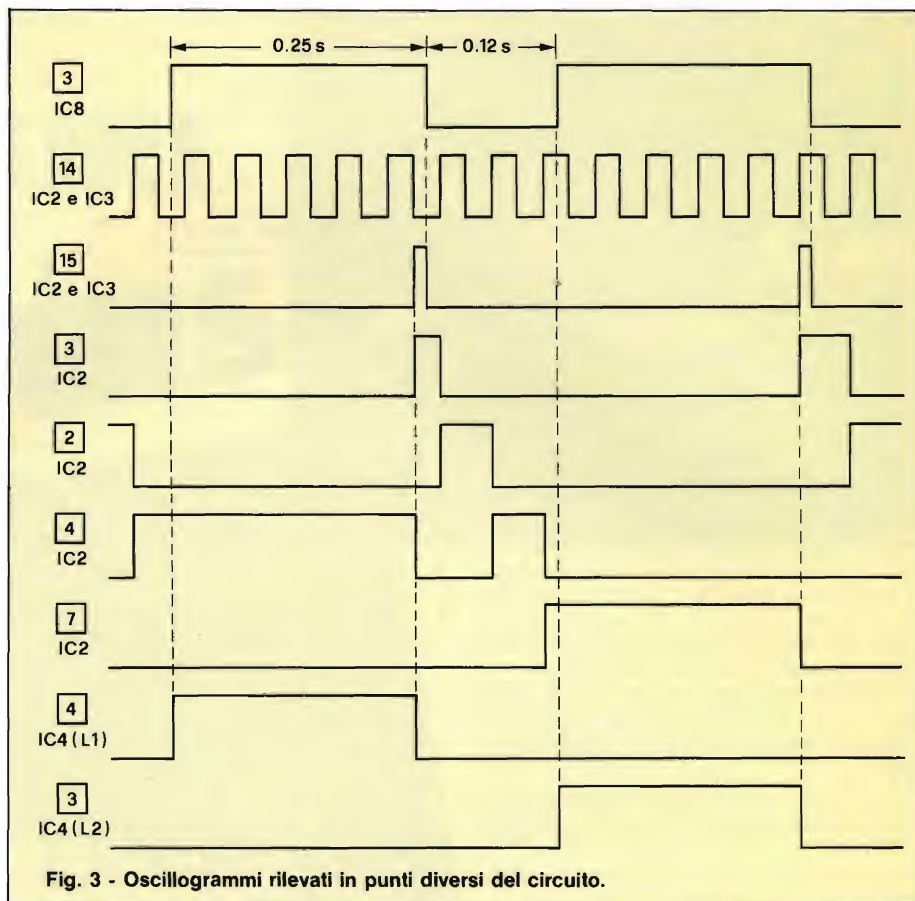 0.25 s 0.12 s
3
IC8
14
IC2 e IC3
15
IC2 e IC3
3
IC2
2
IC2
4
IC2
7
IC2
4
IC4 (L1)
3
IC4 (L2)
Fig. 3 - Oscillogrammi rilevati in punti diversi del circuito.